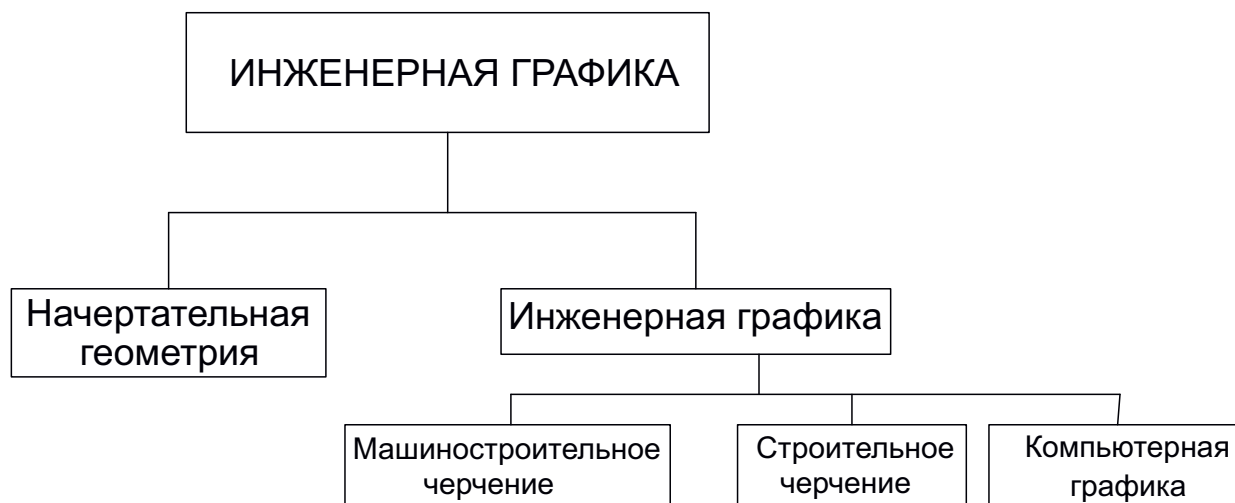 ИНЖЕНЕРНАЯ ГРАФИКА
Начертательная
геометрия
Инженерная графика
Машиностроительное
черчение
Строительное
черчение
Компьютерная
графика